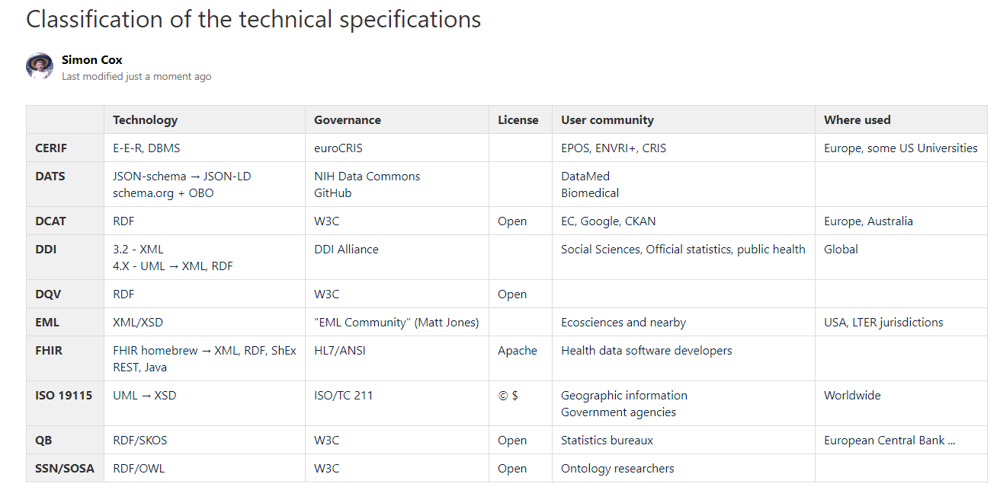 Classification of the technical specifications
Simon Cox
Last modified just a moment ago
Technology Governance License User community Where used
CERIF E-E-R, DBMS euroCRIS EPOS, ENVRI+, CRIS Europe, some US Universities
DATS JSON-schema → JSON-LD NIH Data Commons DataMed
schema.org + OBO GitHub Biomedical
DCAT RDF W3C Open EC, Google, CKAN Europe, Australia
DDI 3.2 - XML DDI Alliance Social Sciences, Official statistics, public health Global
4.X - UML → XML, RDF
DQV RDF W3C Open
EML XML/XSD "EML Community" (Matt Jones) Ecosciences and nearby USA, LTER jurisdictions
FHIR FHIR homebrew → XML, RDF, ShEx HL7/ANSI Apache Health data software developers
REST, Java
ISO 19115 UML → XSD ISO/TC 211 © $ Geographic information Worldwide
Government agencies
QB RDF/SKOS W3C Open Statistics bureaux European Central Bank ...
SSN/SOSA RDF/OWL W3C Open Ontology researchers